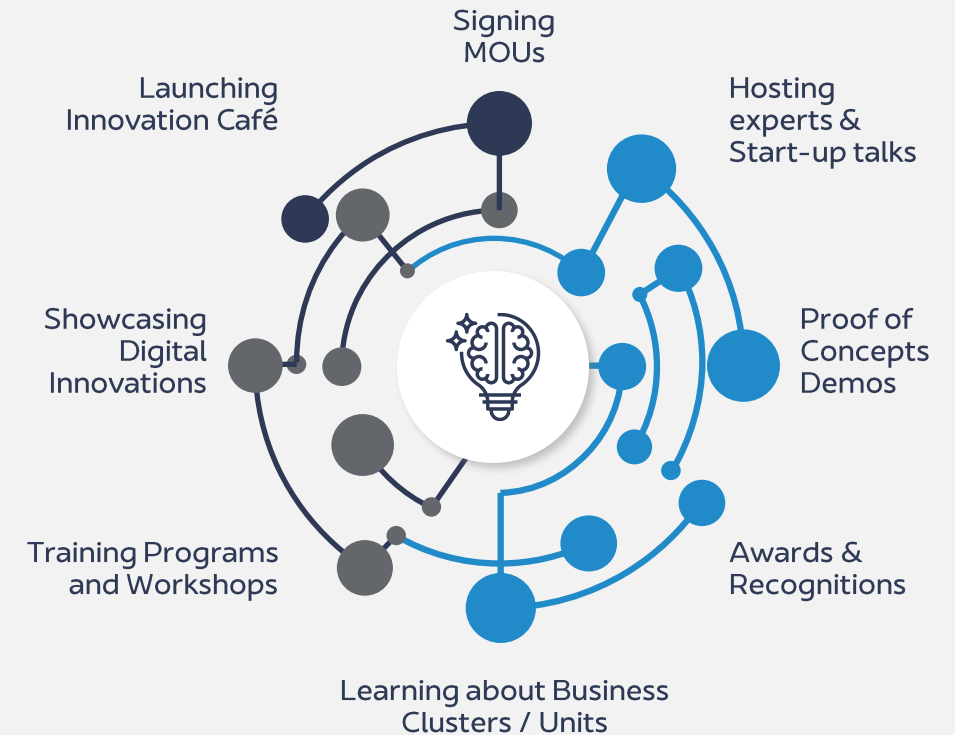 Signing
MOUs
Launching
Innovation Café
Hosting
experts &
Start-up talks
Showcasing
Digital
Innovations
Proof of
Concepts
Demos
Training Programs
and Workshops
Awards &
Recognitions
Learning about Business
Clusters / Units